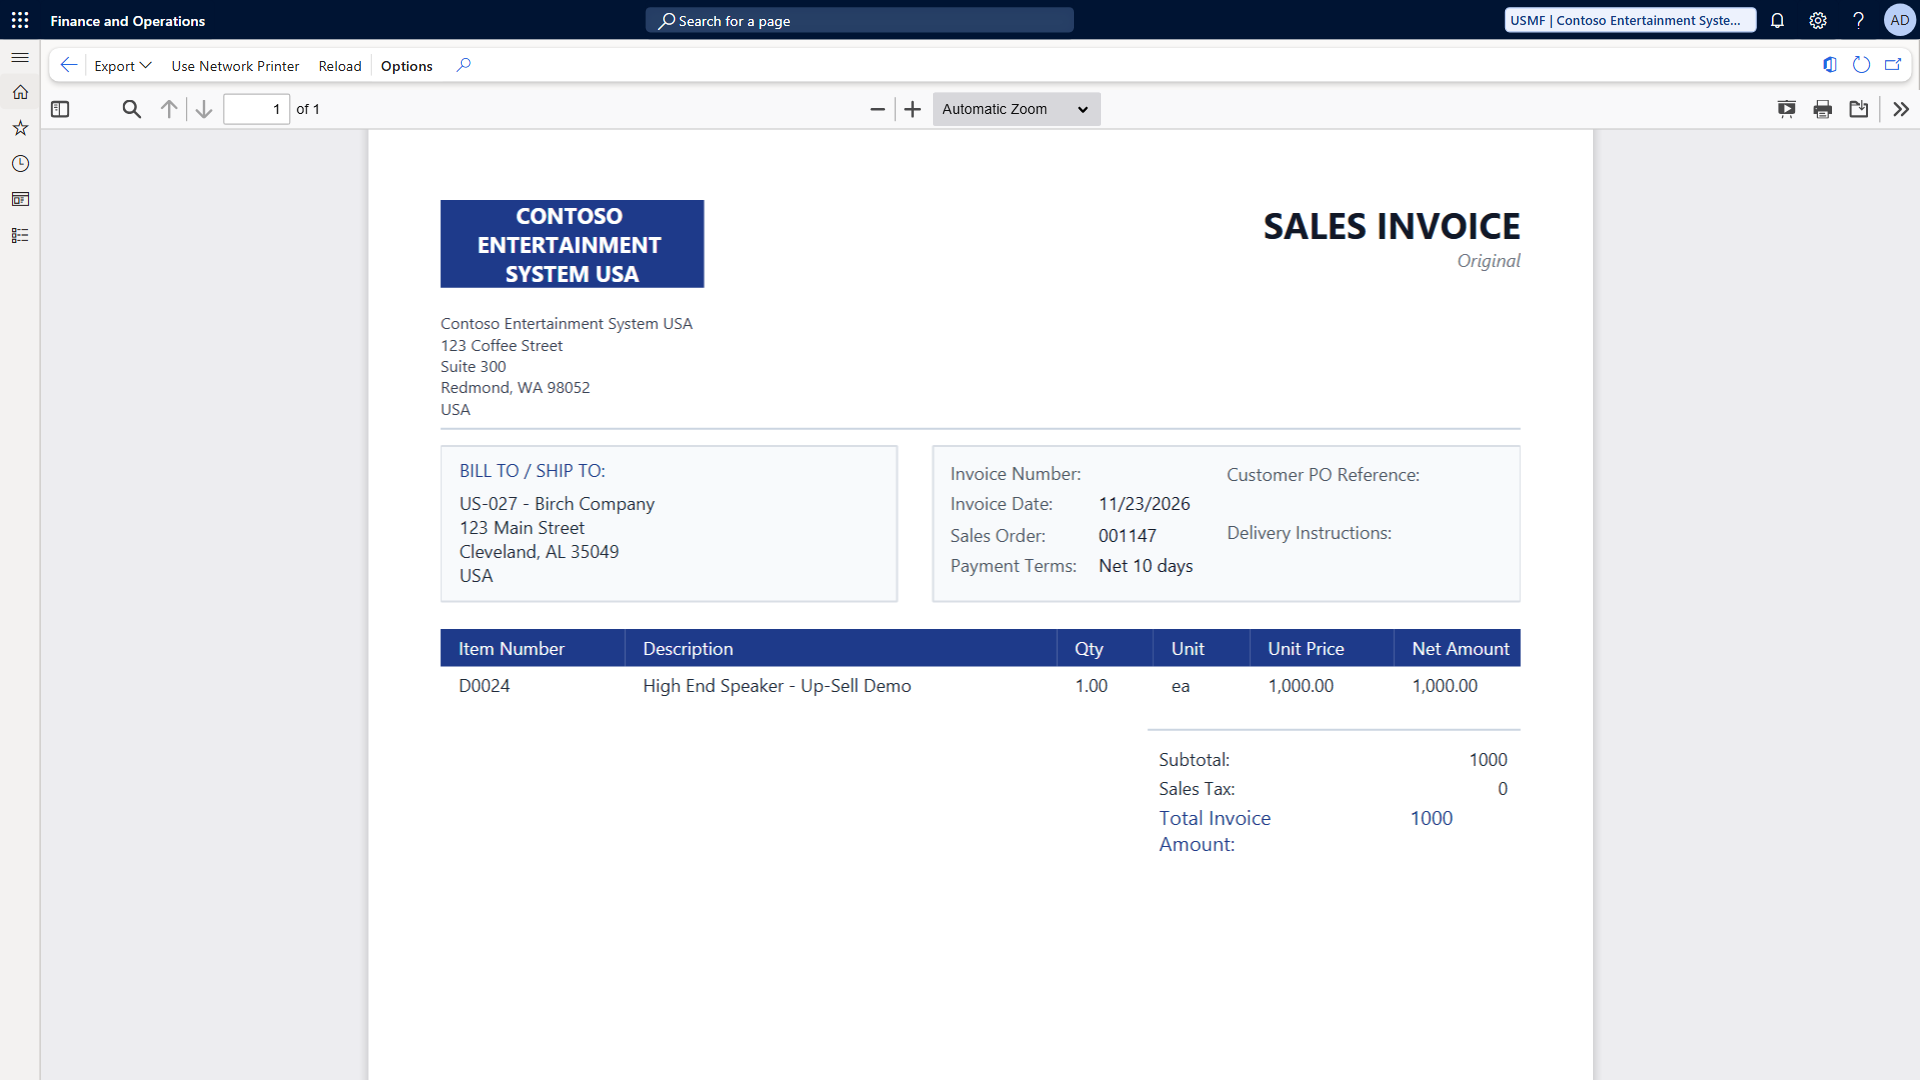 Finance and Operations
Search for a page
USMF | Contoso Entertainment Syste...
AD
Export
Use Network Printer
Reload
Options
1 of 1
Automatic Zoom
CONTOSO
ENTERTAINMENT
SYSTEM USA
SALES INVOICE
Original
Contoso Entertainment System USA
123 Coffee Street
Suite 300
Redmond, WA 98052
USA
BILL TO / SHIP TO:
US-027 - Birch Company
123 Main Street
Cleveland, AL 35049
USA
Invoice Number:
Invoice Date: 11/23/2026
Sales Order: 001147
Payment Terms: Net 10 days
Customer PO Reference:
Delivery Instructions:
Item Number Description Qty Unit Unit Price Net Amount
D0024 High End Speaker - Up-Sell Demo 1.00 ea 1,000.00 1,000.00
Subtotal: 1000
Sales Tax: 0
Total Invoice 1000
Amount: